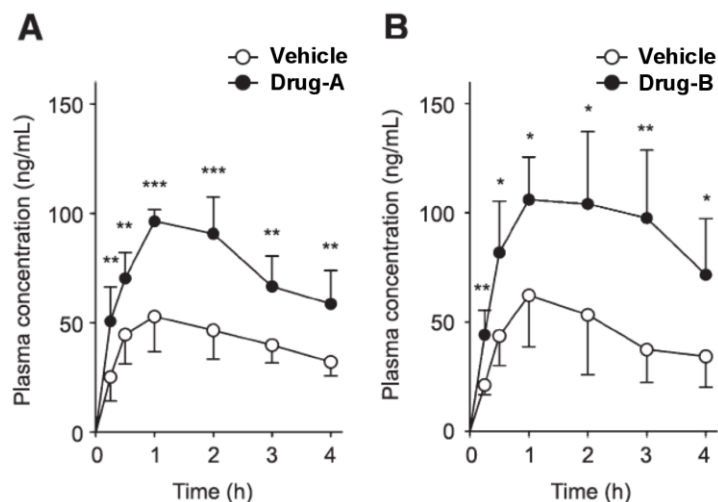 A
Vehicle
Drug-A
Plasma concentration (ng/mL)
150
100
50
0
**
**
***
***
**
**
0 1 2 3 4
Time (h)
B
Vehicle
Drug-B
Plasma concentration (ng/mL)
150
100
50
0
**
*
*
*
**
*
0 1 2 3 4
Time (h)